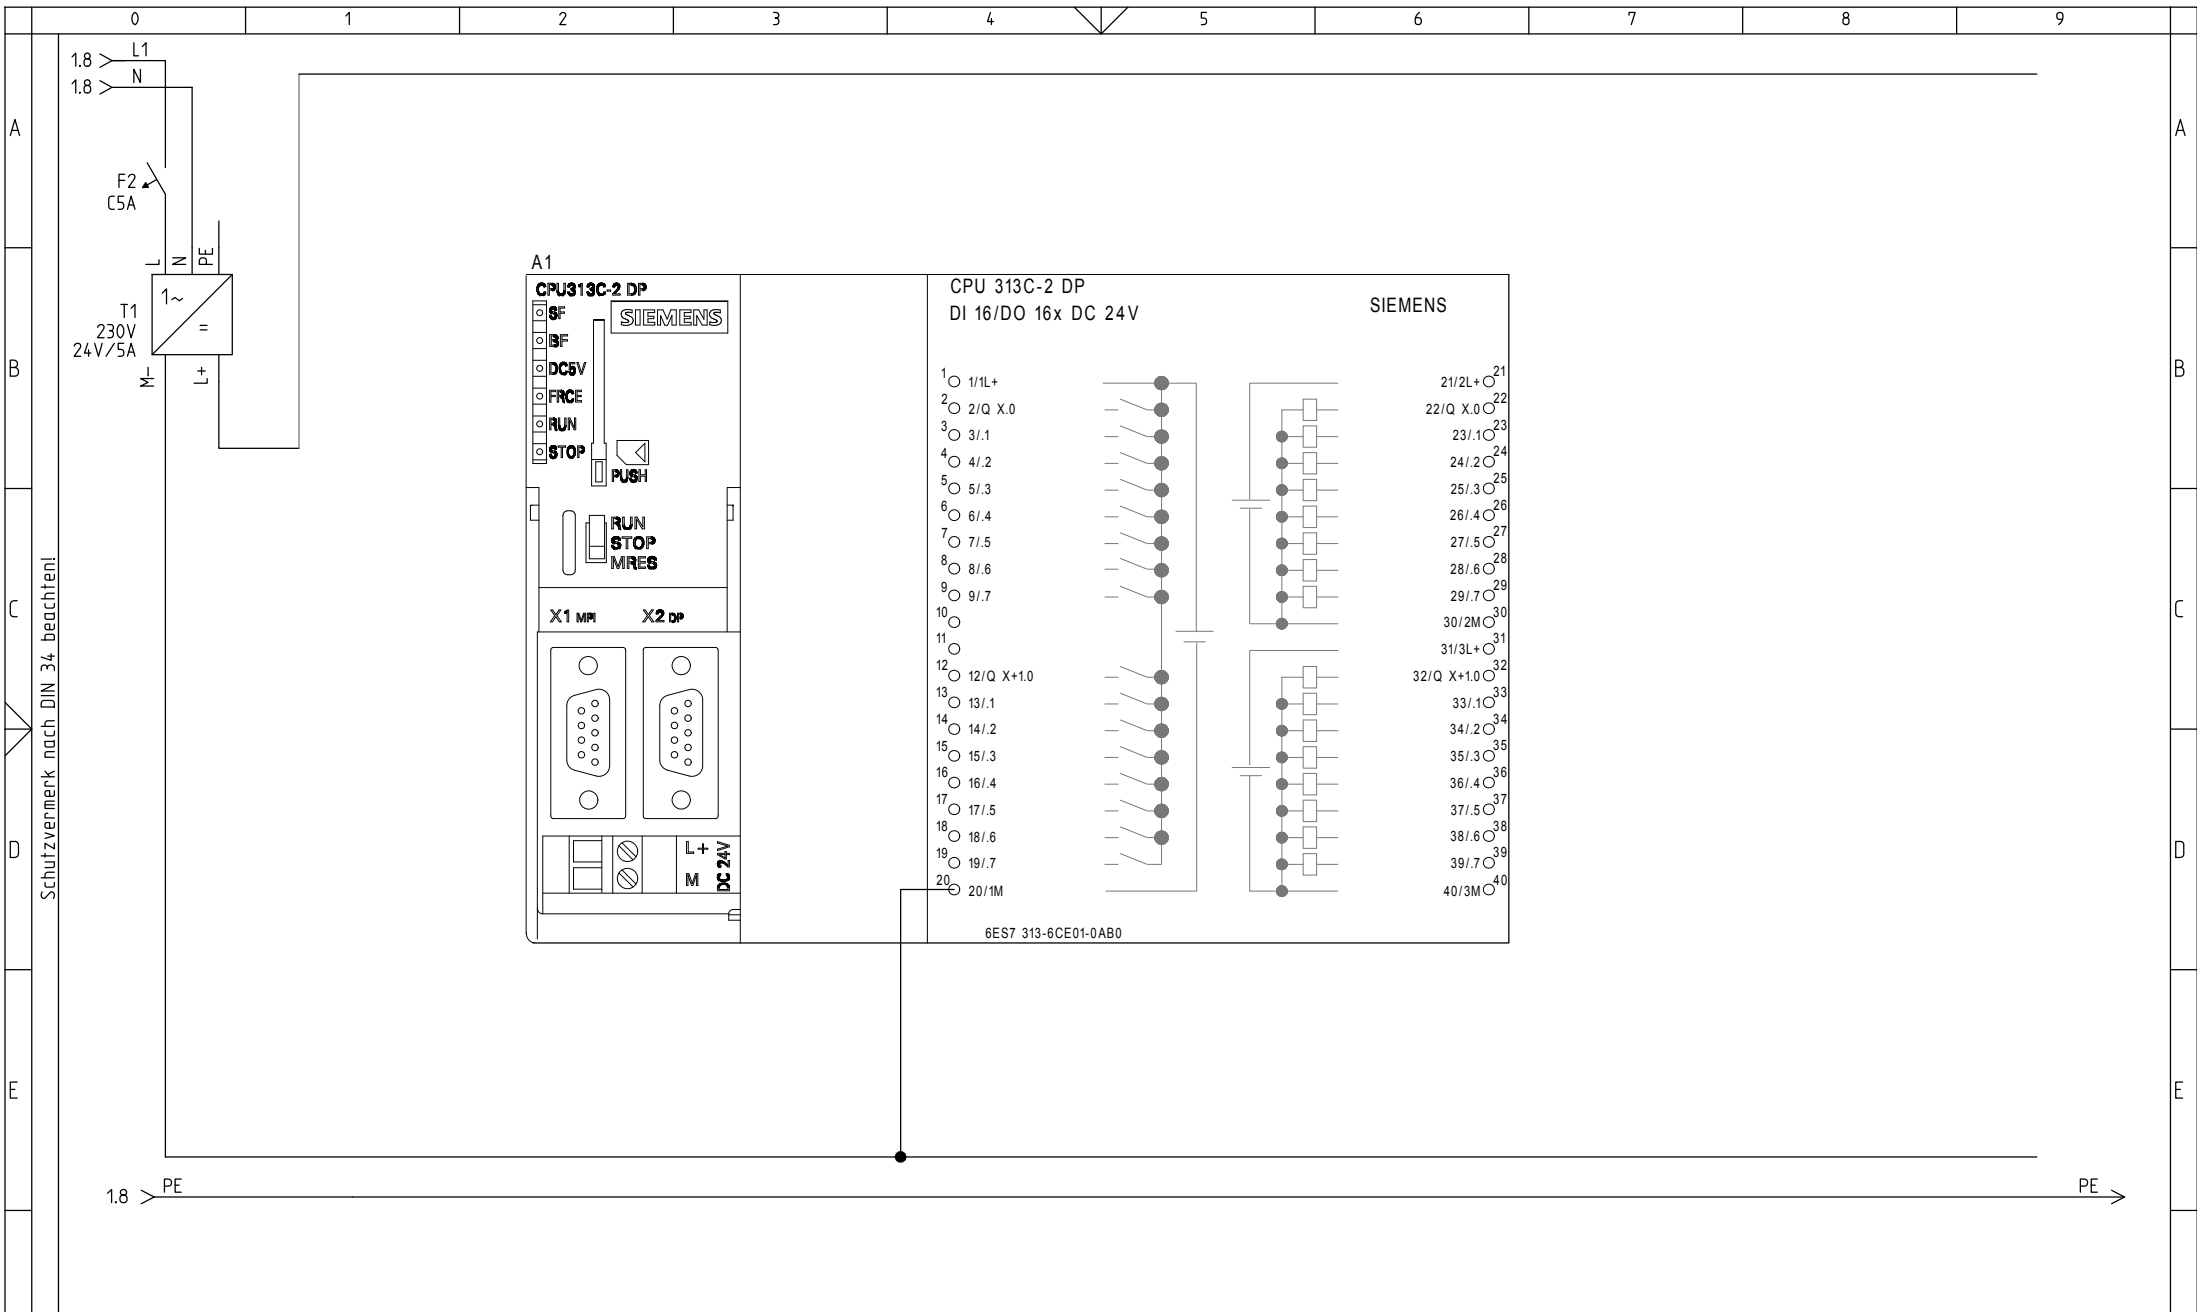 0 1 2 3 4 5 6 7 8 9
1.8 L1
1.8 N
A A
F2
C5A
L N PE
1~
=
T1
230V
24V/5A
M- L+
B B
C C
D D
E E
Schutzvermerk nach DIN 34 beachten!
A1
CPU313C-2 DP
SIEMENS
SF
BF
DC5V
FRCE
RUN
STOP
PUSH
RUN
STOP
MRES
X1 MPI X2 DP
L+
M
DC 24V
CPU 313C-2 DP
DI 16/DO 16x DC 24V
SIEMENS
1 1/1L+ 21/2L+ 21
2 2/Q X.0 22/Q X.0 22
3 3/.1 23/.1 23
4 4/.2 24/.2 24
5 5/.3 25/.3 25
6 6/.4 26/.4 26
7 7/.5 27/.5 27
8 8/.6 28/.6 28
9 9/.7 29/.7 29
10 30/2M 30
11 31/3L+ 31
12 12/Q X+1.0 32/Q X+1.0 32
13 13/.1 33/.1 33
14 14/.2 34/.2 34
15 15/.3 35/.3 35
16 16/.4 36/.4 36
17 17/.5 37/.5 37
18 18/.6 38/.6 38
19 19/.7 39/.7 39
20 20/1M 40/3M 40
6ES7 313-6CE01-0AB0
1.8 PE PE